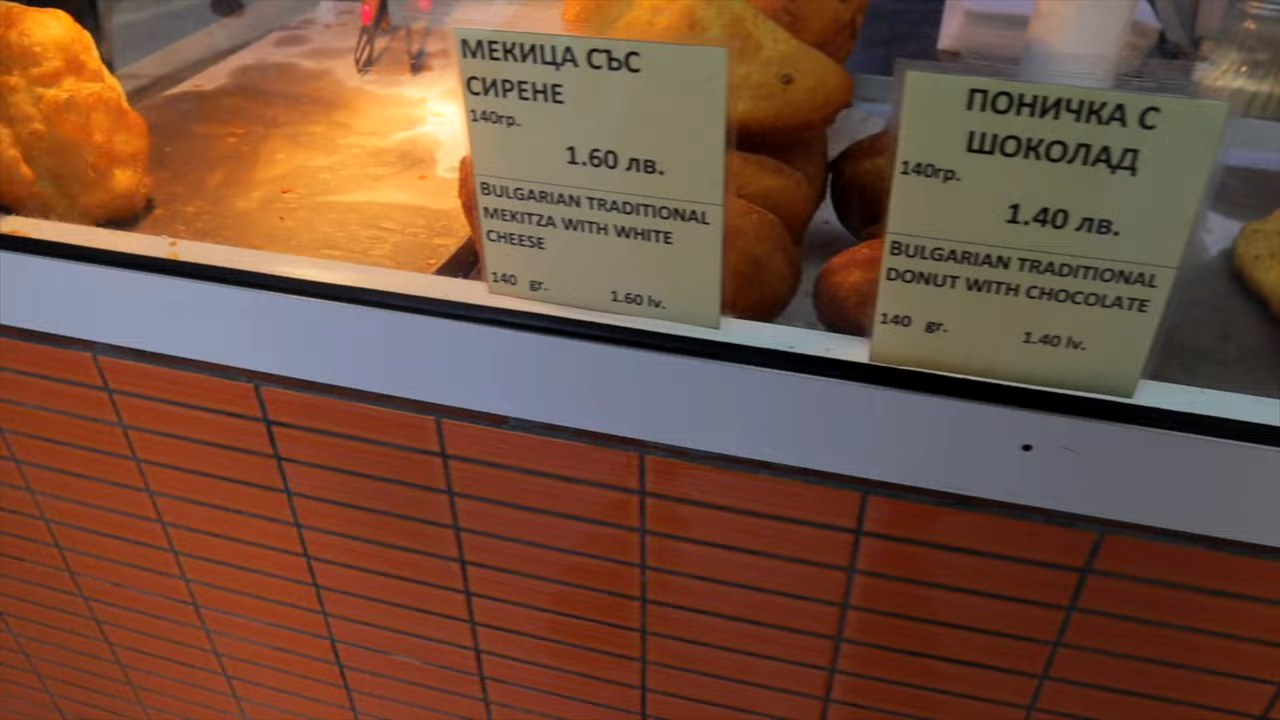 МЕКИЦА СЪС
СИРЕНЕ
140гр.
1.60 лв.
BULGARIAN TRADITIONAL
MEKITZA WITH WHITE
CHEESE
140 gr.
1.60 lv.
ПОНИЧКА С
ШОКОЛАД
140гр.
1.40 лв.
BULGARIAN TRADITIONAL
DONUT WITH CHOCOLATE
140 gr.
1.40 lv.